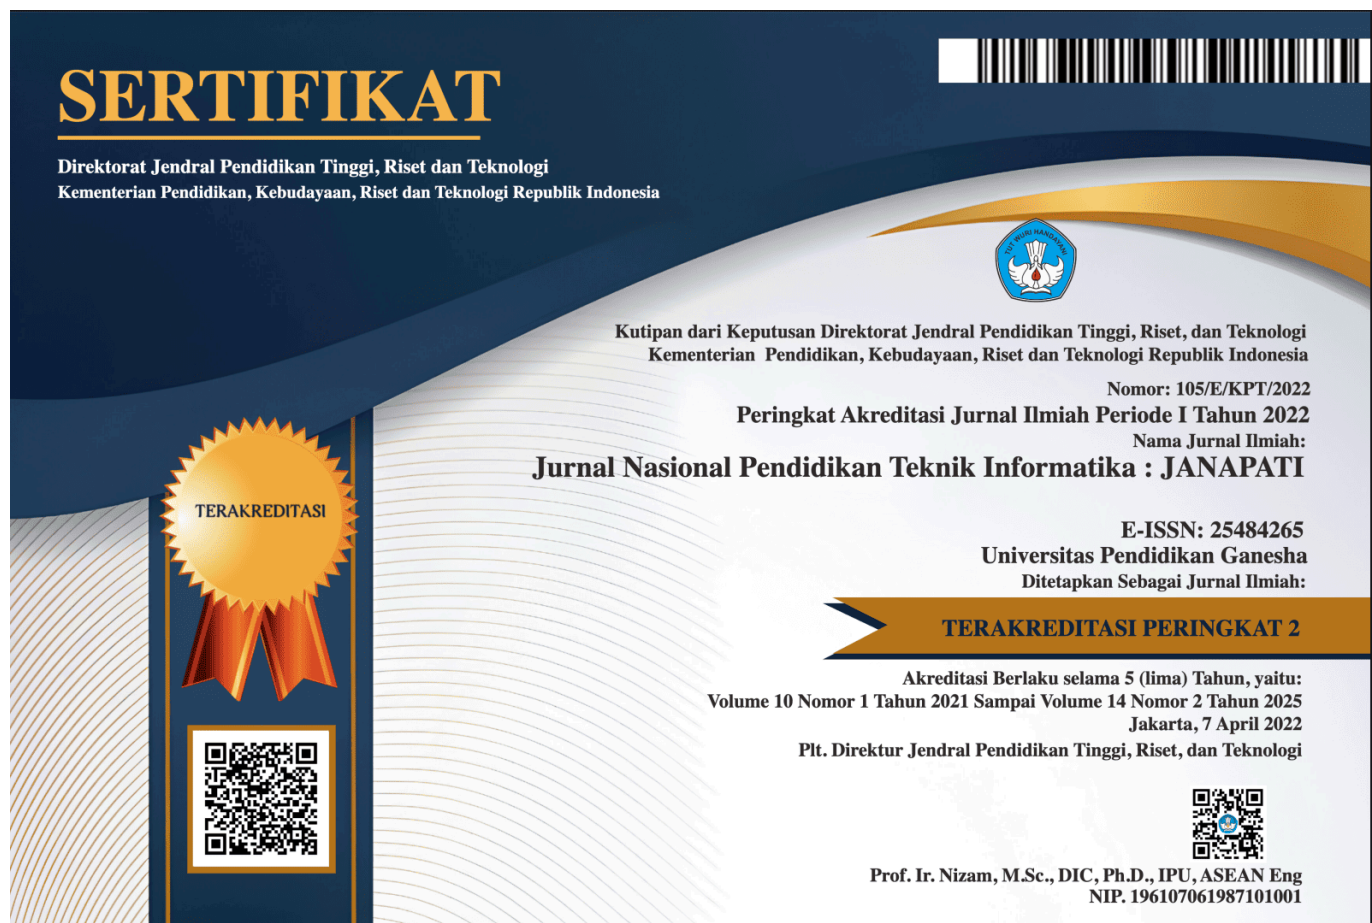 SERTIFIKAT
Direktorat Jendral Pendidikan Tinggi, Riset dan Teknologi
Kementerian Pendidikan, Kebudayaan, Riset dan Teknologi Republik Indonesia
TUT WURI HANDAYANI
Kutipan dari Keputusan Direktorat Jendral Pendidikan Tinggi, Riset, dan Teknologi
Kementerian Pendidikan, Kebudayaan, Riset dan Teknologi Republik Indonesia
Nomor: 105/E/KPT/2022
Peringkat Akreditasi Jurnal Ilmiah Periode I Tahun 2022
Nama Jurnal Ilmiah:
Jurnal Nasional Pendidikan Teknik Informatika : JANAPATI
TERAKREDITASI
E-ISSN: 25484265
Universitas Pendidikan Ganesha
Ditetapkan Sebagai Jurnal Ilmiah:
TERAKREDITASI PERINGKAT 2
Akreditasi Berlaku selama 5 (lima) Tahun, yaitu:
Volume 10 Nomor 1 Tahun 2021 Sampai Volume 14 Nomor 2 Tahun 2025
Jakarta, 7 April 2022
Plt. Direktur Jendral Pendidikan Tinggi, Riset, dan Teknologi
Prof. Ir. Nizam, M.Sc., DIC, Ph.D., IPU, ASEAN Eng
NIP. 196107061987101001